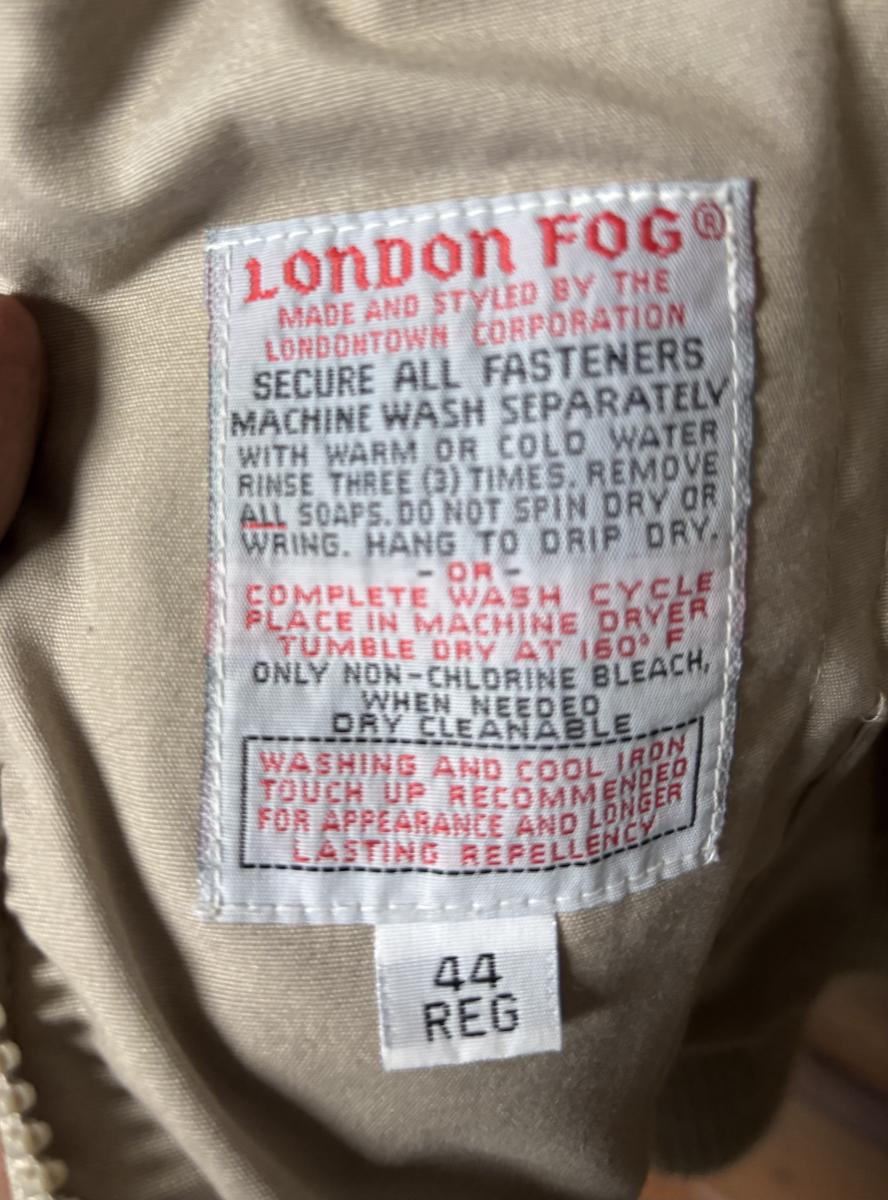 LONDON FOG®
MADE AND STYLED BY THE
LONDONTOWN CORPORATION
SECURE ALL FASTENERS
MACHINE WASH SEPARATELY
WITH WARM OR COLD WATER
RINSE THREE (3) TIMES. REMOVE
ALL SOAPS. DO NOT SPIN DRY OR
WRING. HANG TO DRIP DRY.
- OR -
COMPLETE WASH CYCLE
PLACE IN MACHINE DRYER
TUMBLE DRY AT 160° F
ONLY NON-CHLORINE BLEACH,
WHEN NEEDED
DRY CLEANABLE
WASHING AND COOL IRON
TOUCH UP RECOMMENDED
FOR APPEARANCE AND LONGER
LASTING REPELLENCY
44
REG